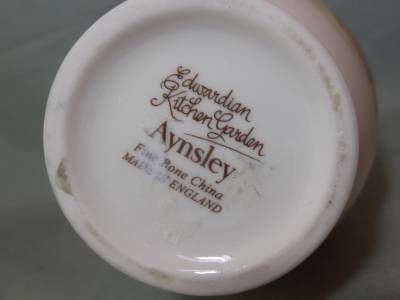 Edwardian
Kitchen Garden
Aynsley
Fine Bone China
MADE IN ENGLAND